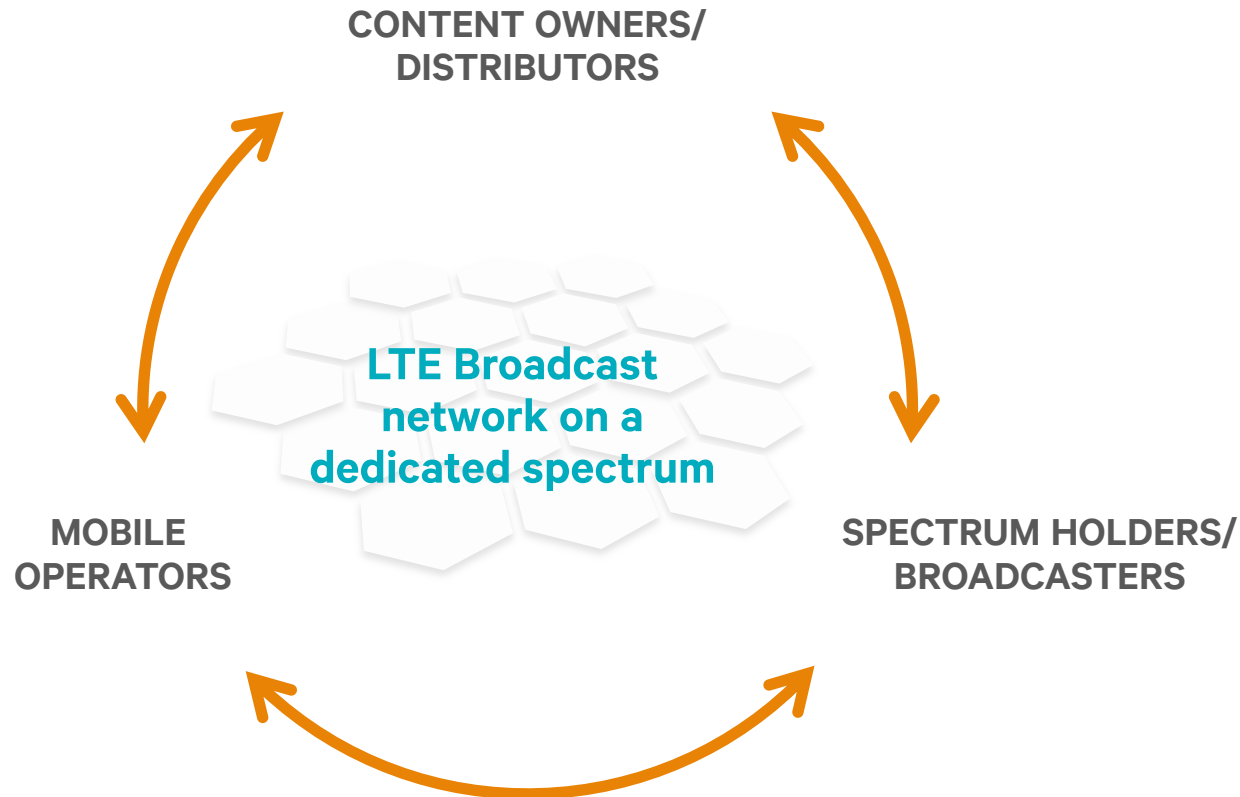 CONTENT OWNERS/
DISTRIBUTORS
LTE Broadcast
network on a
dedicated spectrum
MOBILE
OPERATORS
SPECTRUM HOLDERS/
BROADCASTERS